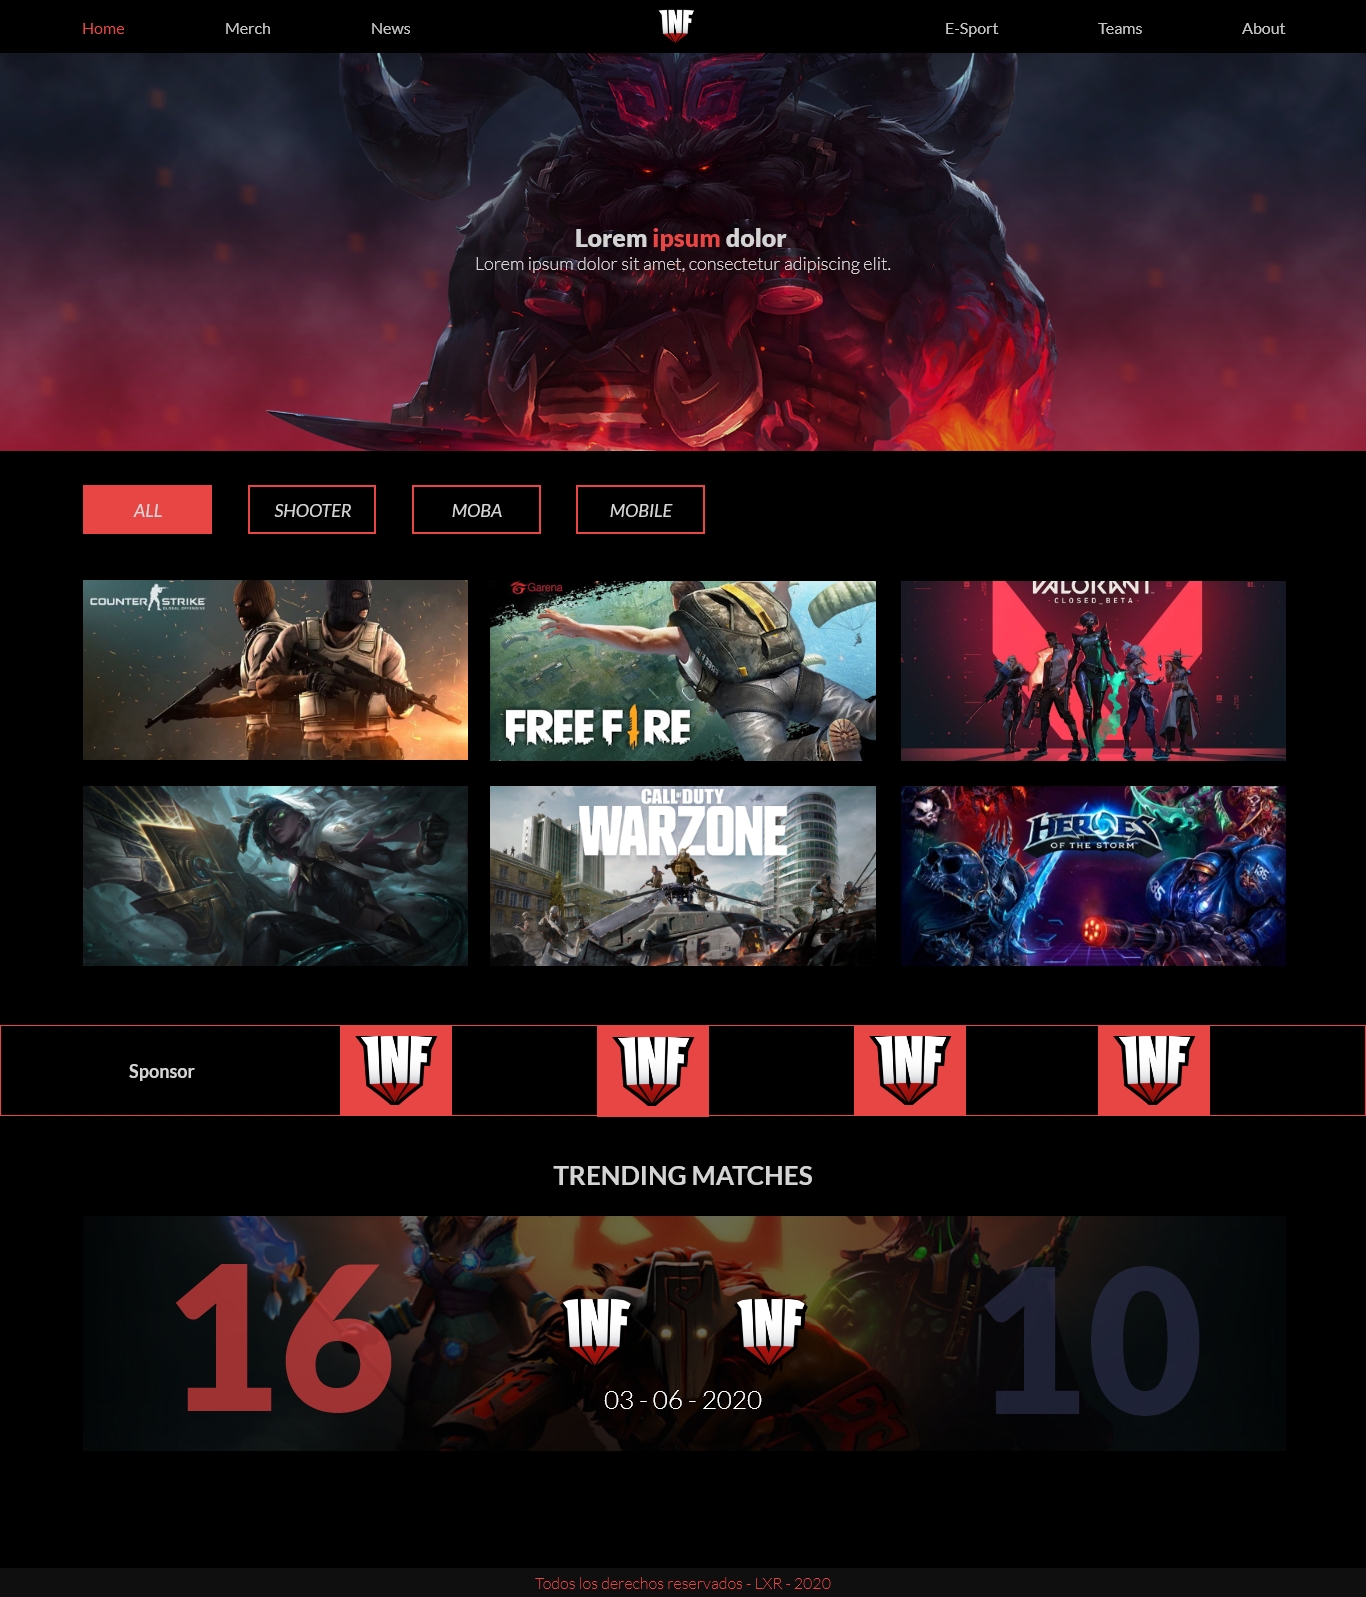 Home
Merch
News
INF
E-Sport
Teams
About
Lorem ipsum dolor
Lorem ipsum dolor sit amet, consectetur adipiscing elit.
ALL
SHOOTER
MOBA
MOBILE
COUNTER STRIKE
GLOBAL OFFENSIVE
Garena
FREE FIRE
VALORANT
CLOSED_BETA
CALL OF DUTY
WARZONE
HEROES
OF THE STORM
Sponsor
INF
INF
INF
INF
TRENDING MATCHES
16
INF
INF
10
03 - 06 - 2020
Todos los derechos reservados - LXR - 2020